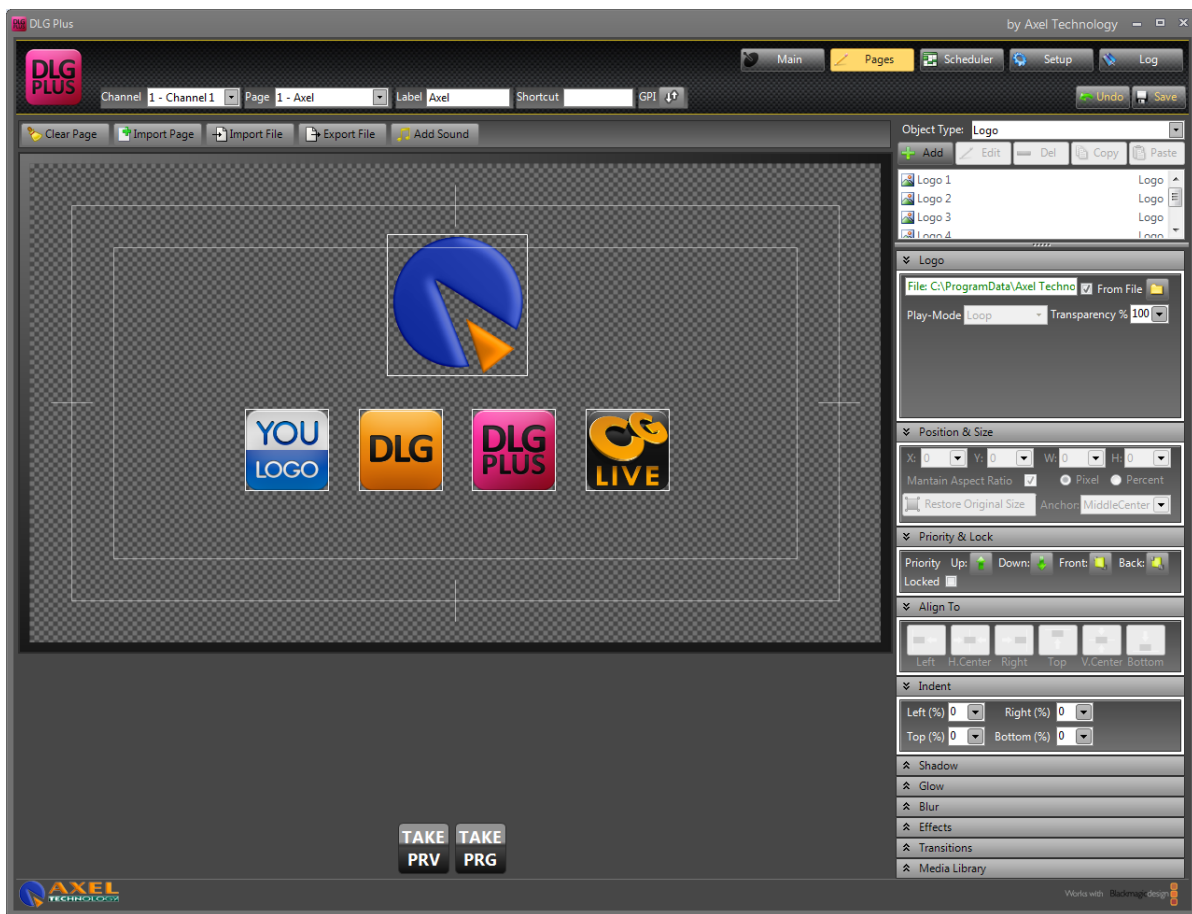 DLG Plus
by Axel Technology
DLG PLUS
Main Pages Scheduler Setup Log
Channel 1 - Channel 1 Page 1 - Axel Label Axel Shortcut GPI Undo Save
Clear Page Import Page Import File Export File Add Sound
Object Type: Logo
Add Edit Del Copy Paste
Logo 1 Logo
Logo 2 Logo
Logo 3 Logo
Logo 4 Logo
Logo
File: C:\ProgramData\Axel Techno From File
Play-Mode Loop Transparency % 100
YOU LOGO
DLG
DLG PLUS
CG LIVE
Position & Size
X: 0 Y: 0 W: 0 H: 0
Mantain Aspect Ratio Pixel Percent
Restore Original Size Anchor: MiddleCenter
Priority & Lock
Priority Up: Down: Front: Back:
Locked
Align To
Left H.Center Right Top V.Center Bottom
Indent
Left (%) 0 Right (%) 0
Top (%) 0 Bottom (%) 0
Shadow
Glow
Blur
Effects
Transitions
Media Library
TAKE PRV
TAKE PRG
AXEL
TECHNOLOGY
Works with Blackmagicdesign